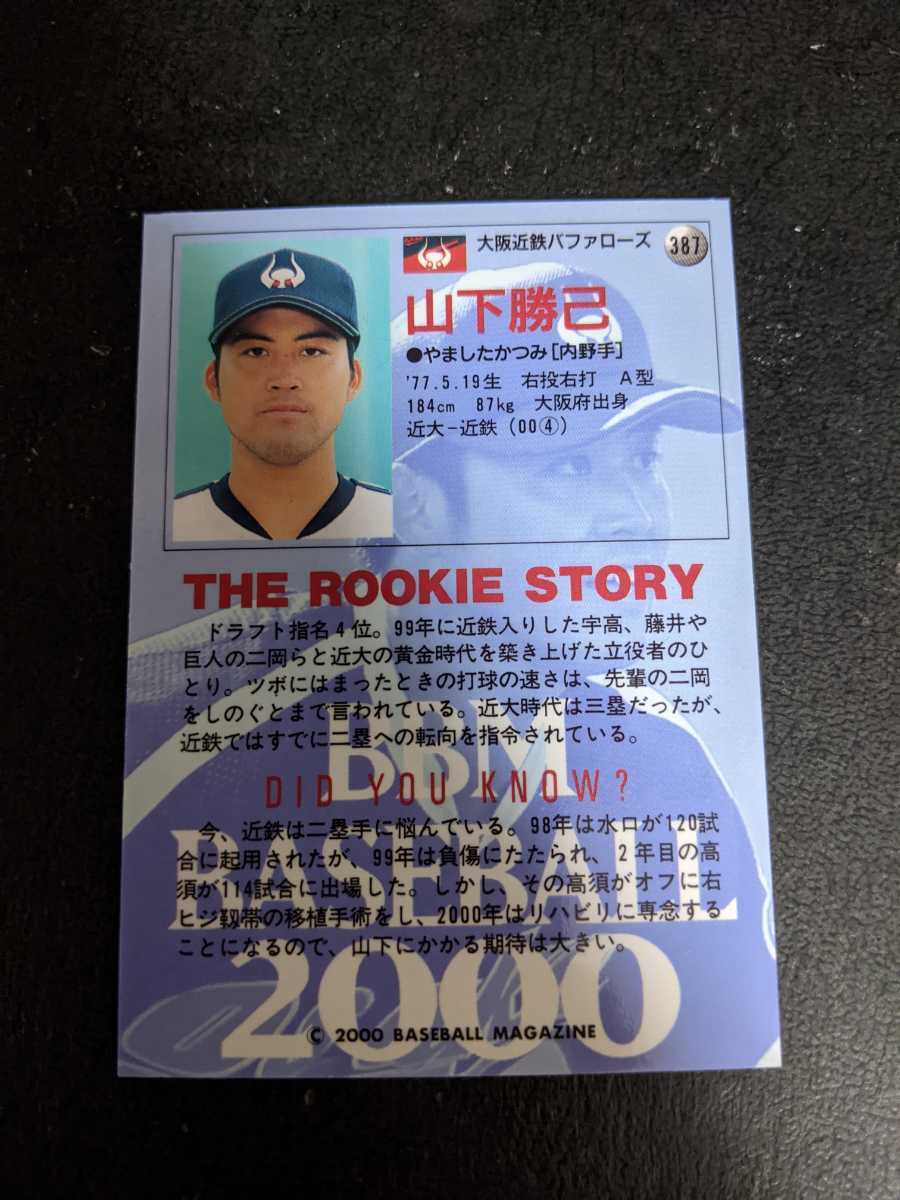 大阪近鉄バファローズ
387
山下勝己
●やましたかつみ［内野手］
'77.5.19生 右投右打 A型
184cm 87kg 大阪府出身
近大－近鉄（00④）
THE ROOKIE STORY
ドラフト指名4位。99年に近鉄入りした宇高、藤井や
巨人の二岡らと近大の黄金時代を築き上げた立役者のひ
とり。ツボにはまったときの打球の速さは、先輩の二岡
をしのぐとまで言われている。近大時代は三塁だったが、
近鉄ではすでに二塁への転向を指令されている。
DID YOU KNOW?
今、近鉄は二塁手に悩んでいる。98年は水口が120試
合に起用されたが、99年は負傷にたたられ、2年目の高
須が114試合に出場した。しかし、その高須がオフに右
ヒジ靱帯の移植手術をし、2000年はリハビリに専念する
ことになるので、山下にかかる期待は大きい。
BBM
BASEBALL
2000
© 2000 BASEBALL MAGAZINE